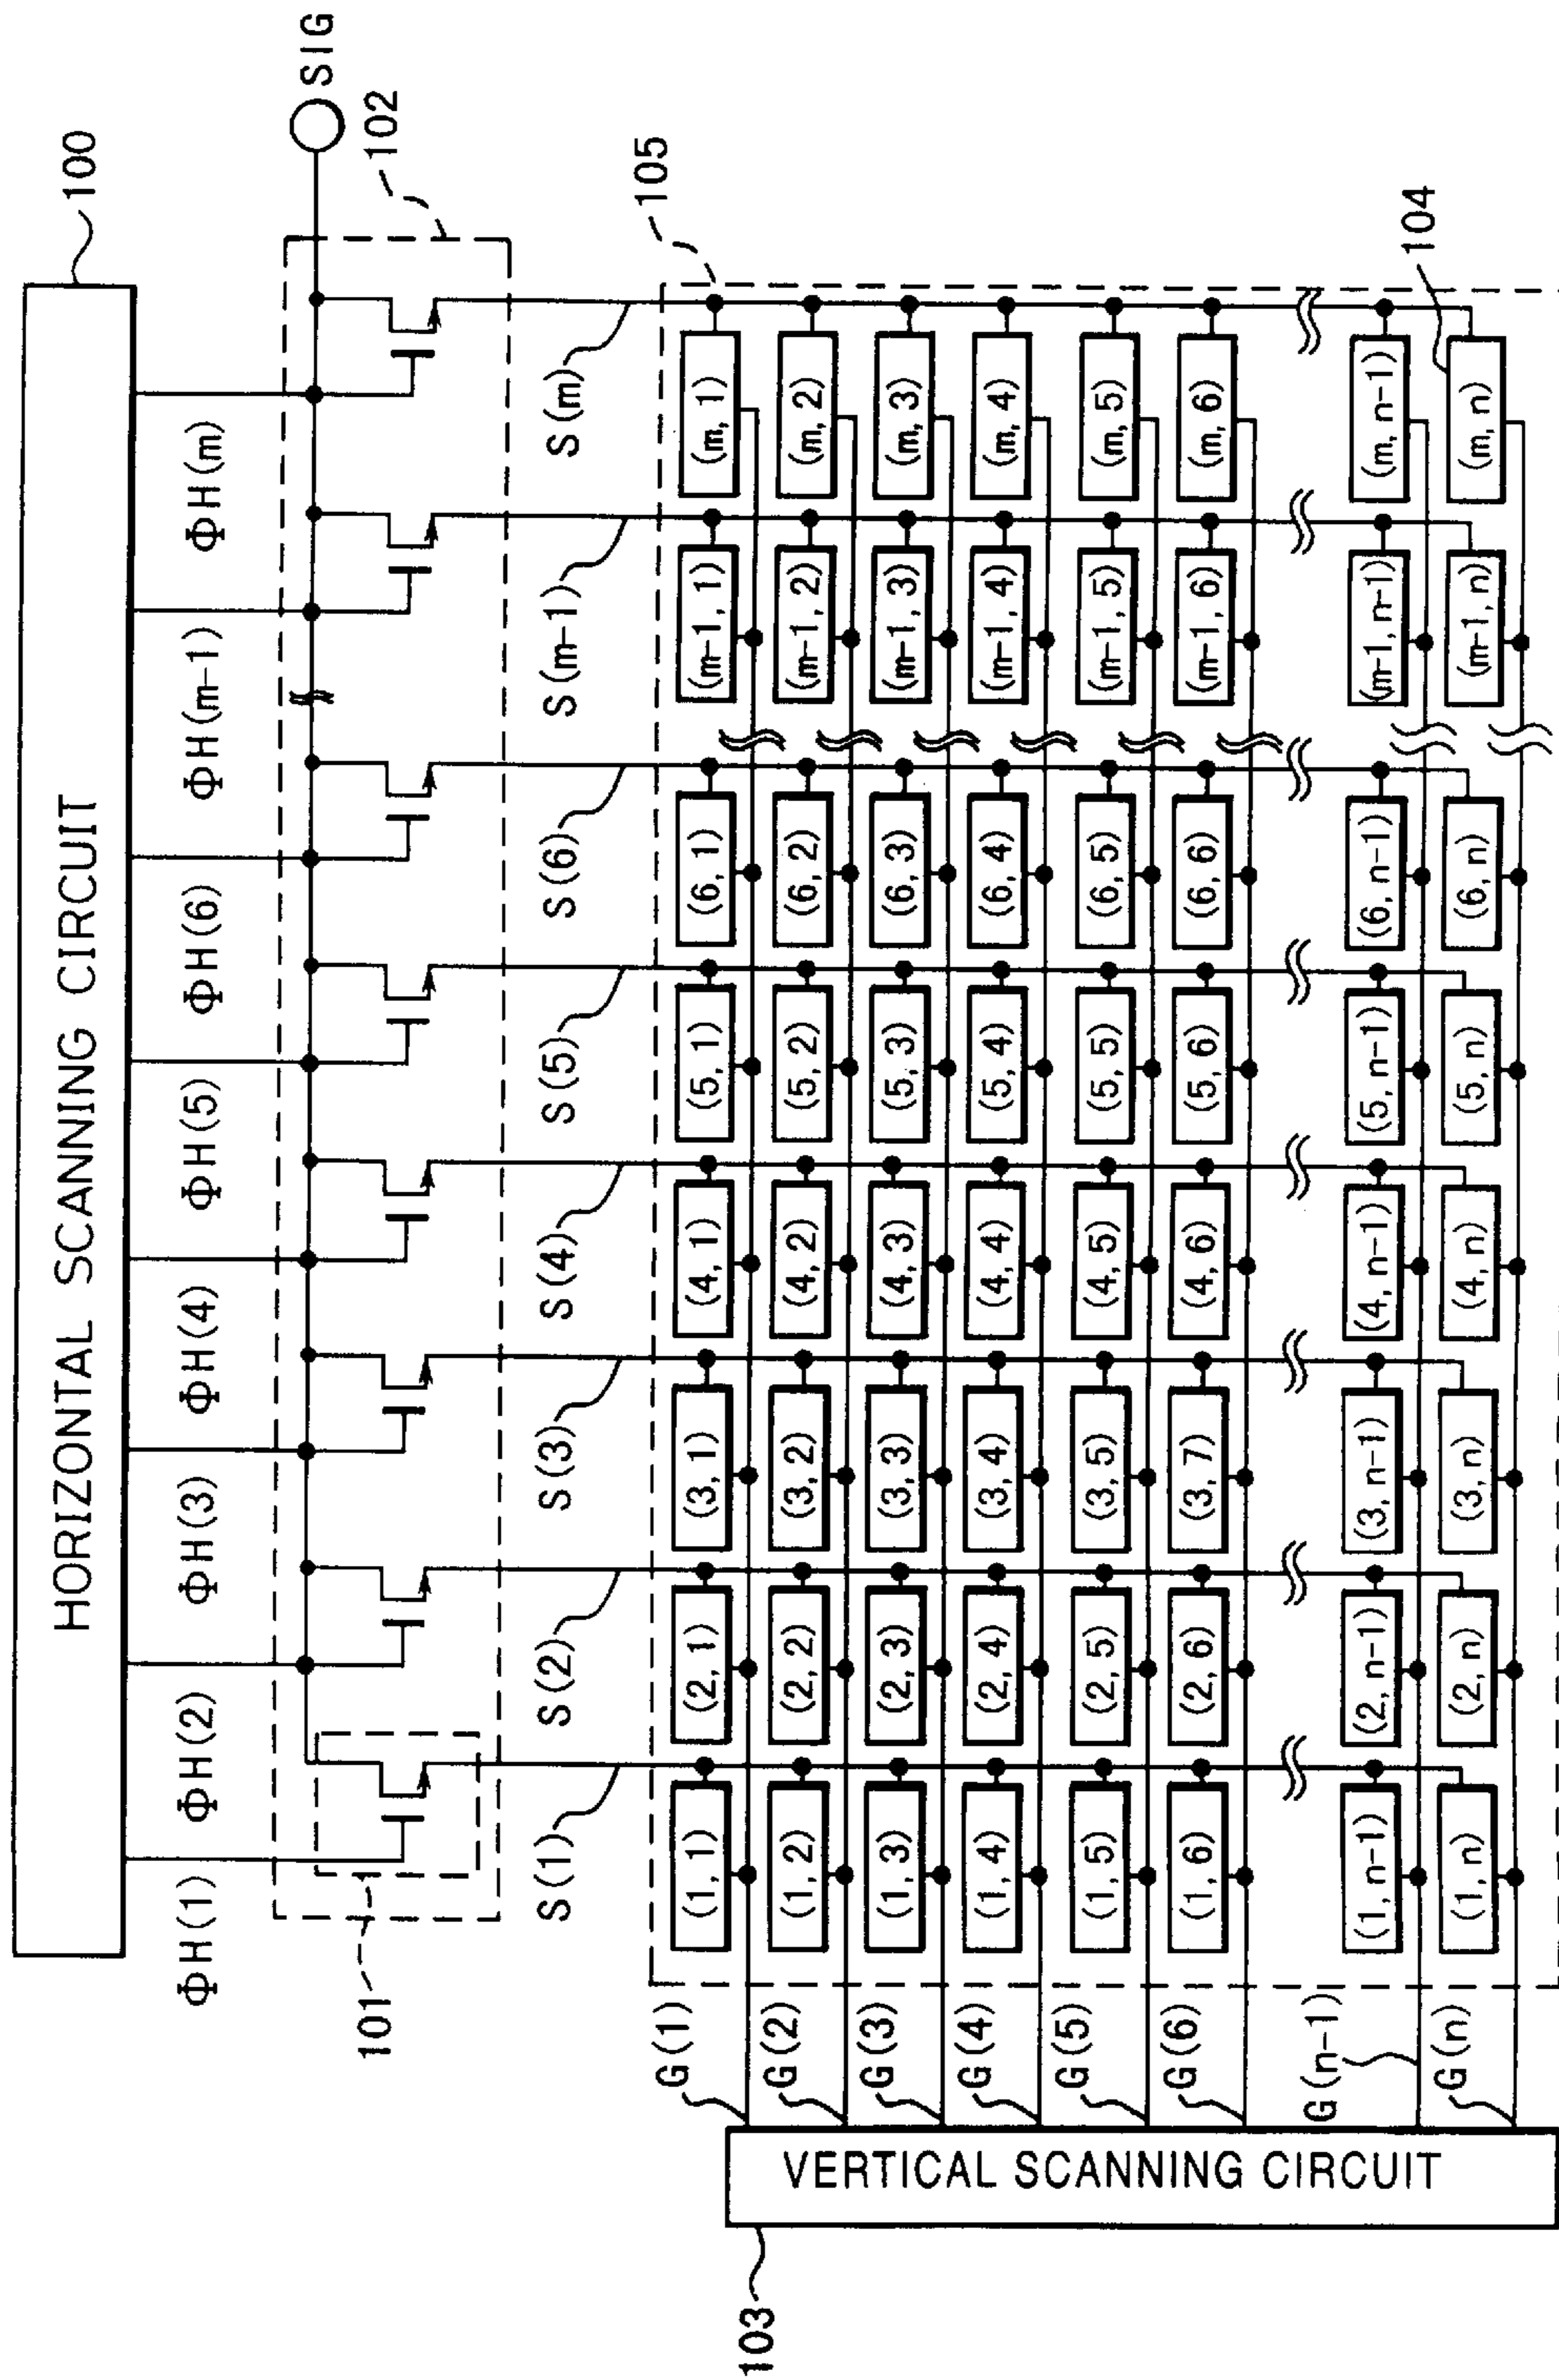 HORIZONTAL SCANNING CIRCUIT
100
ΦH(1) ΦH(2) ΦH(3) ΦH(4) ΦH(5) ΦH(6) ΦH(m-1) ΦH(m)
SIG
101
102
S(1) S(2) S(3) S(4) S(5) S(6) S(m-1) S(m)
105
G(1)
(1,1) (2,1) (3,1) (4,1) (5,1) (6,1) (m-1,1) (m,1)
G(2)
(1,2) (2,2) (3,2) (4,2) (5,2) (6,2) (m-1,2) (m,2)
G(3)
(1,3) (2,3) (3,3) (4,3) (5,3) (6,3) (m-1,3) (m,3)
G(4)
(1,4) (2,4) (3,4) (4,4) (5,4) (6,4) (m-1,4) (m,4)
G(5)
(1,5) (2,5) (3,5) (4,5) (5,5) (6,5) (m-1,5) (m,5)
G(6)
(1,6) (2,6) (3,7) (4,6) (5,6) (6,6) (m-1,6) (m,6)
G(n-1)
(1,n-1) (2,n-1) (3,n-1) (4,n-1) (5,n-1) (6,n-1) (m-1,n-1) (m,n-1)
G(n)
(1,n) (2,n) (3,n) (4,n) (5,n) (6,n) (m-1,n) (m,n)
104
VERTICAL SCANNING CIRCUIT
103